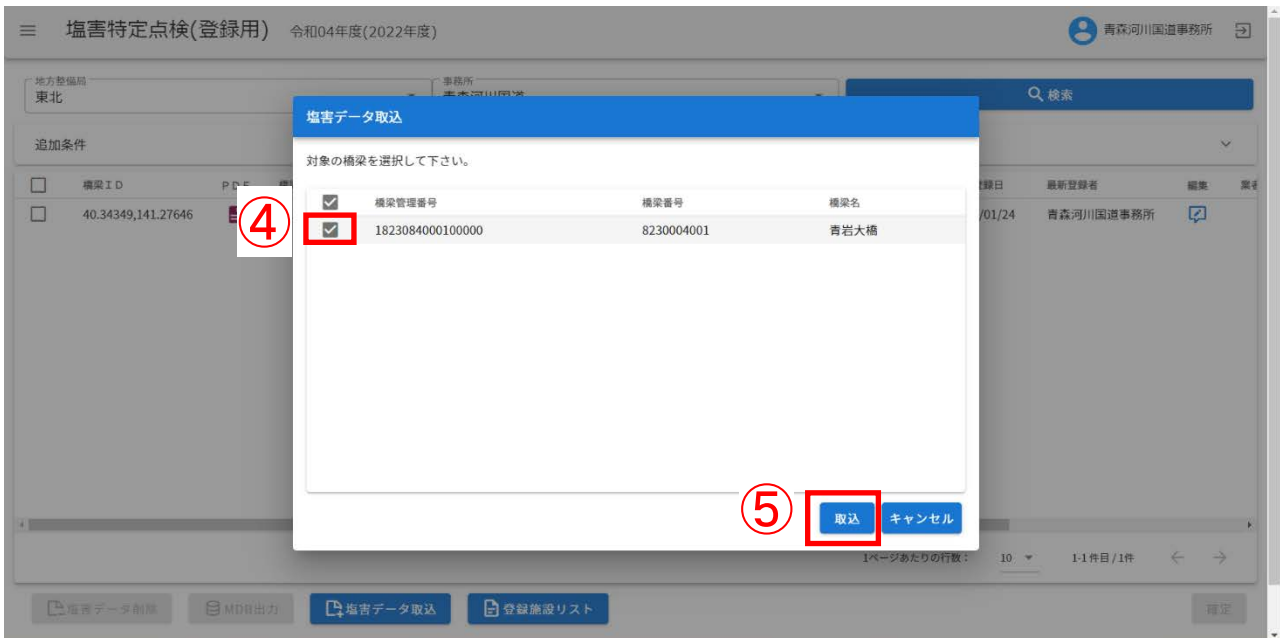 塩害特定点検(登録用) 令和04年度(2022年度) 青森河川国道事務所
地方整備局 事務所
東北 青森河川国道 検索
塩害データ取込
追加条件
対象の橋梁を選択して下さい。
橋梁ID PDF 登録日 最新登録者 編集
橋梁管理番号 橋梁番号 橋梁名
40.34349,141.27646 /01/24 青森河川国道事務所
④ 1823084000100000 8230004001 青岩大橋
⑤ 取込 キャンセル
1ページあたりの行数: 10 1-1件目/1件
塩害データ削除 MDB出力 塩害データ取込 登録施設リスト 確定